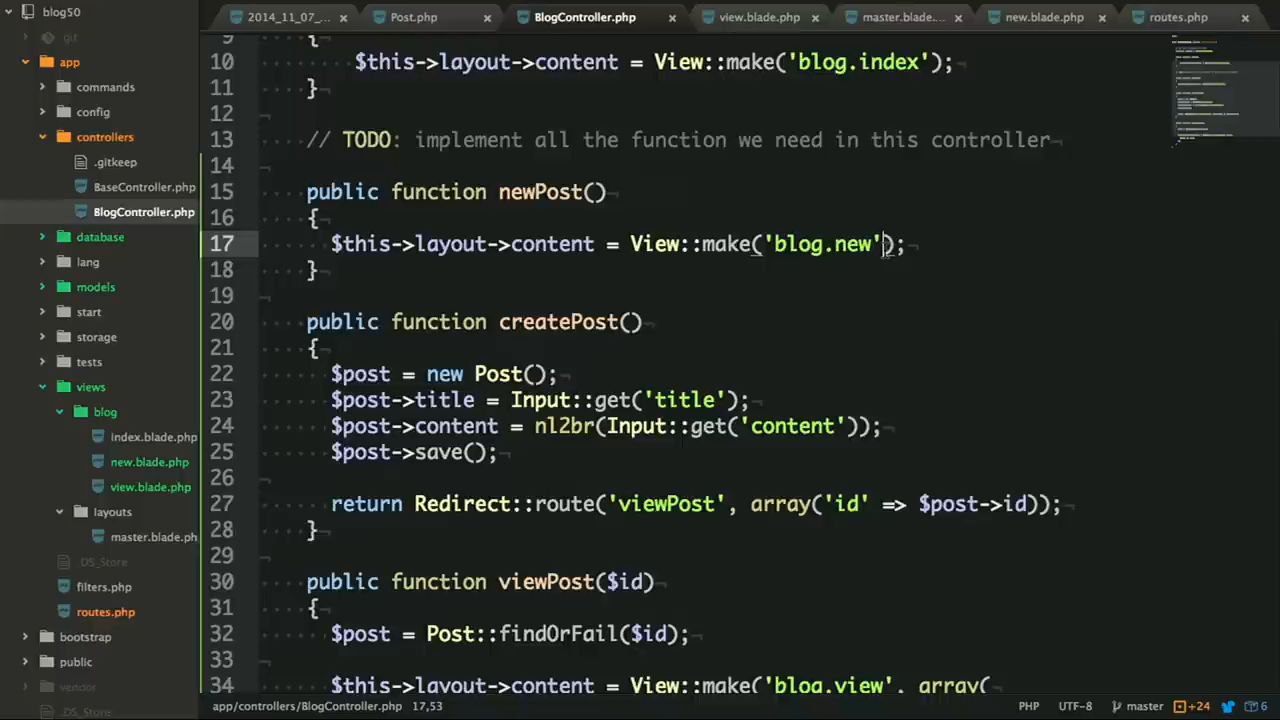 blog50
2014_11_07_...
Post.php
BlogController.php
view.blade.php
master.blade....
new.blade.php
routes.php
.git
app
commands
config
controllers
.gitkeep
BaseController.php
BlogController.php
database
lang
models
start
storage
tests
views
blog
index.blade.php
new.blade.php
view.blade.php
layouts
master.blade.ph
.DS_Store
filters.php
routes.php
bootstrap
public
vendor
.DS_Store
9 {
10 $this->layout->content = View::make('blog.index');
11 }
12
13 // TODO: implement all the function we need in this controller
14
15 public function newPost()
16 {
17 $this->layout->content = View::make('blog.new');
18 }
19
20 public function createPost()
21 {
22 $post = new Post();
23 $post->title = Input::get('title');
24 $post->content = nl2br(Input::get('content'));
25 $post->save();
26
27 return Redirect::route('viewPost', array('id' => $post->id));
28 }
29
30 public function viewPost($id)
31 {
32 $post = Post::findOrFail($id);
33
34 $this->layout->content = View::make('blog.view', array(
app/controllers/BlogController.php 17,53
PHP UTF-8 master +24 6